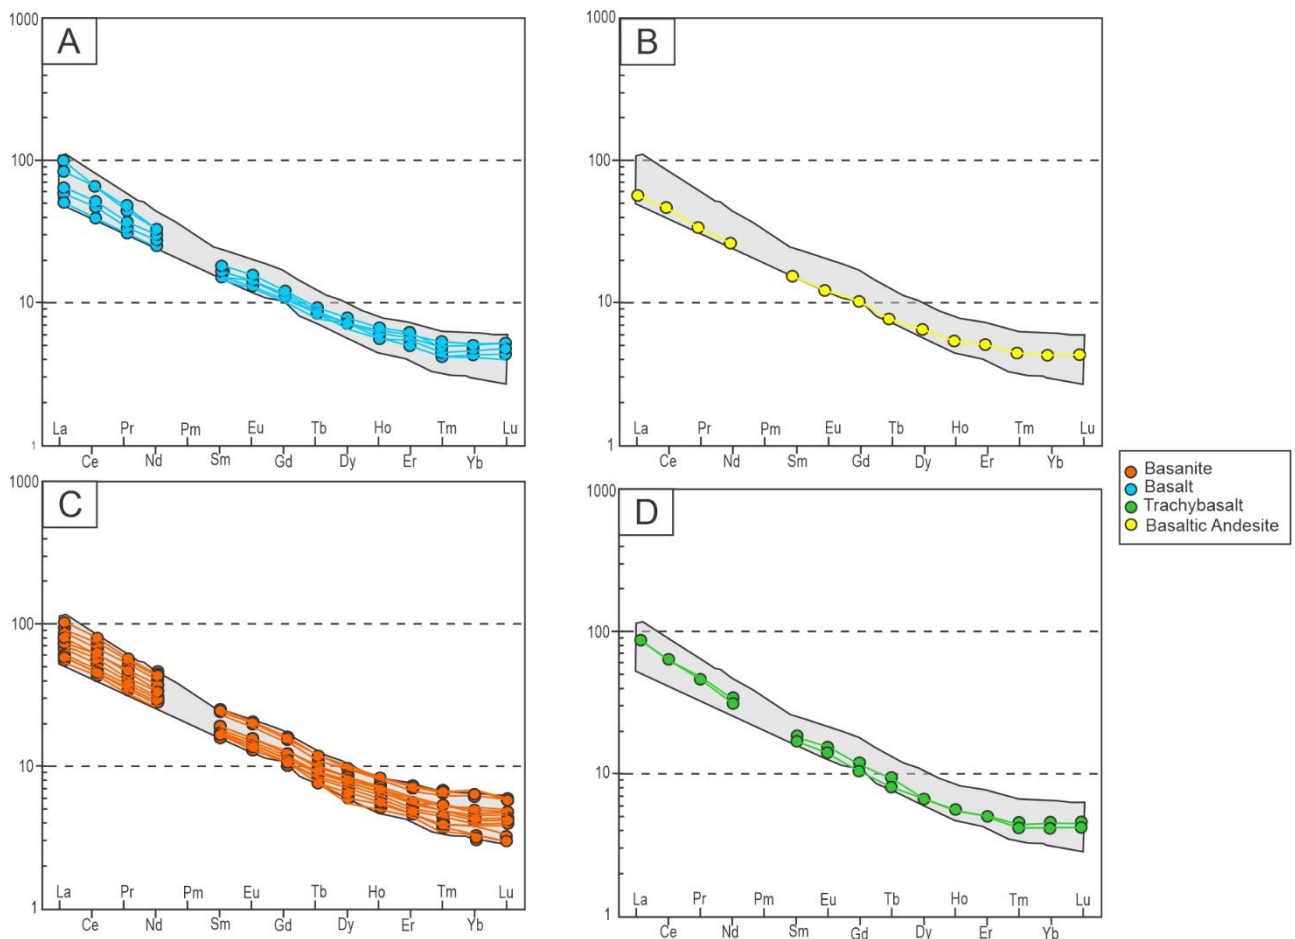 1000
A
100
10
1
La Pr Pm Eu Tb Ho Tm Lu
Ce Nd Sm Gd Dy Er Yb
1000
B
100
10
1
La Pr Pm Eu Tb Ho Tm Lu
Ce Nd Sm Gd Dy Er Yb
Basanite
Basalt
Trachybasalt
Basaltic Andesite
1000
C
100
10
1
La Pr Pm Eu Tb Ho Tm Lu
Ce Nd Sm Gd Dy Er Yb
1000
D
100
10
1
La Pr Pm Eu Tb Ho Tm Lu
Ce Nd Sm Gd Dy Er Yb